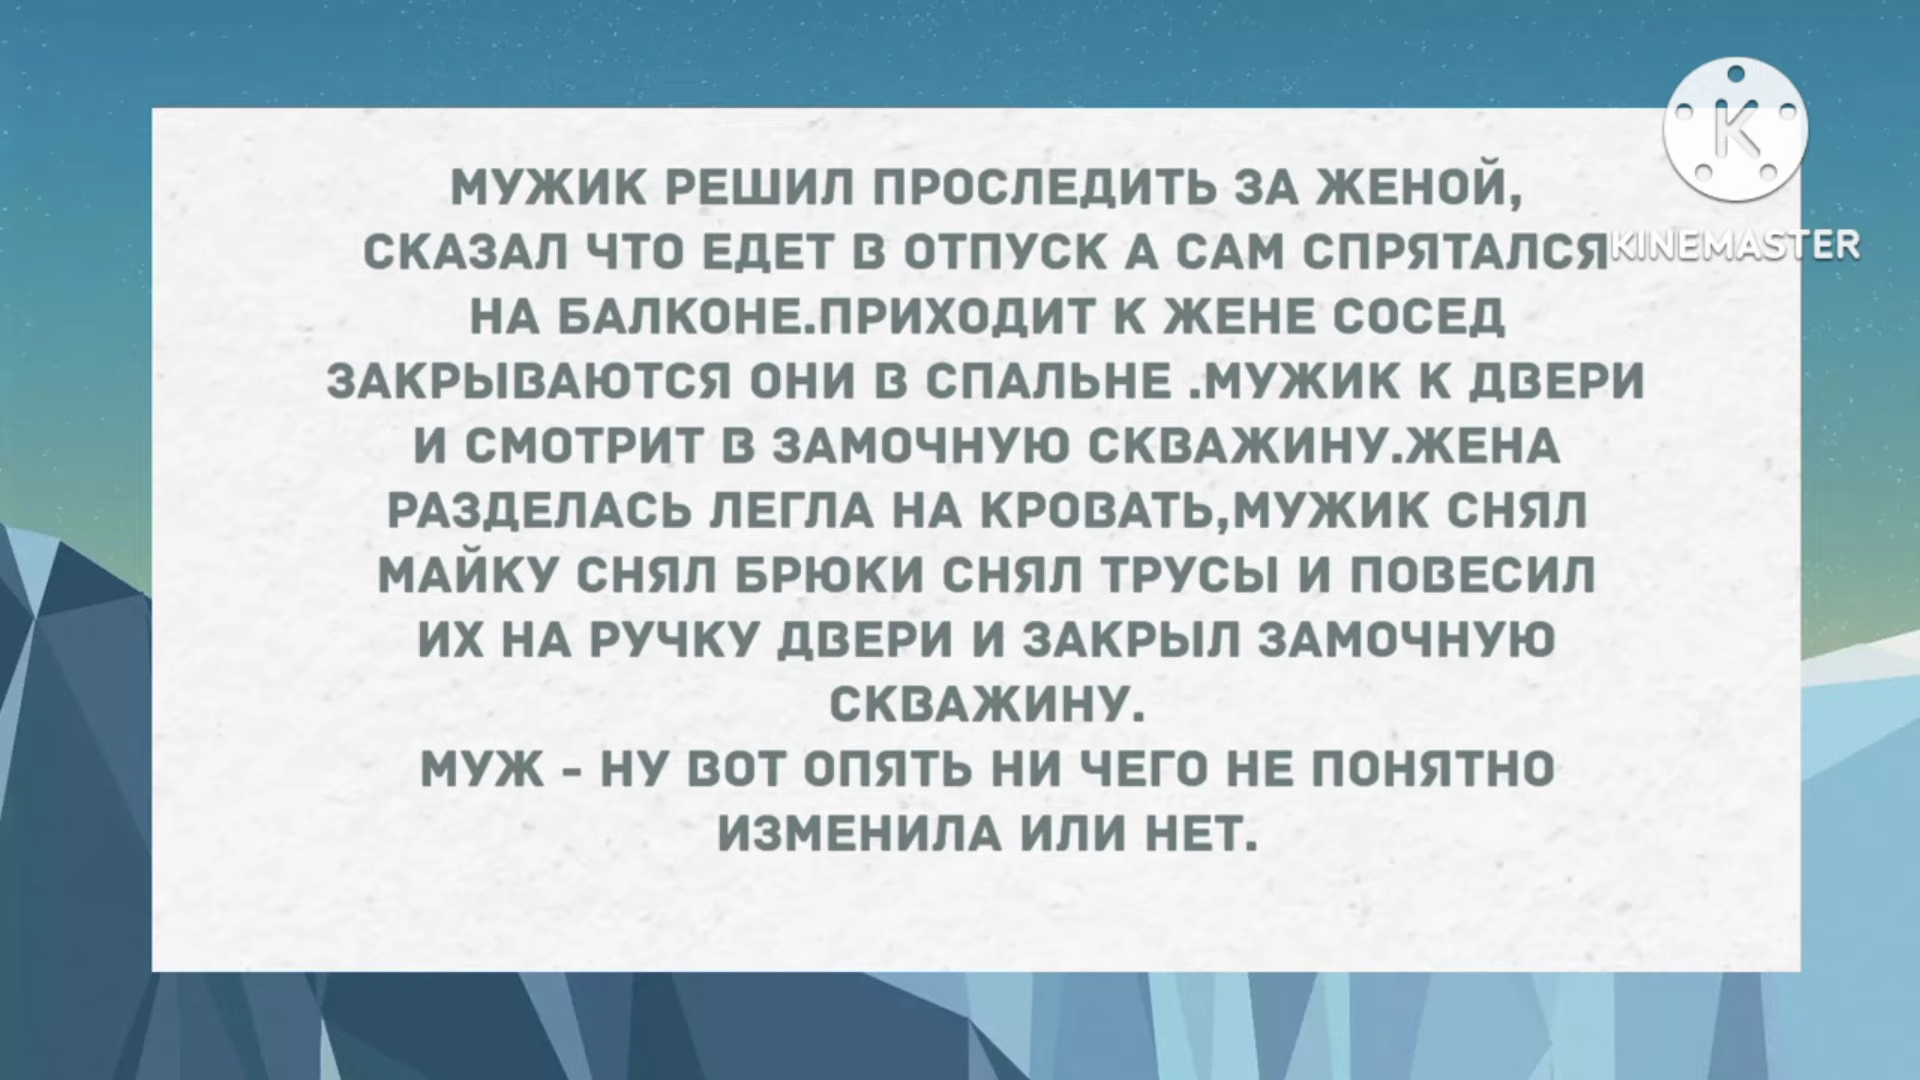 МУЖИК РЕШИЛ ПРОСЛЕДИТЬ ЗА ЖЕНОЙ,
СКАЗАЛ ЧТО ЕДЕТ В ОТПУСК А САМ СПРЯТАЛСЯ
НА БАЛКОНЕ.ПРИХОДИТ К ЖЕНЕ СОСЕД
ЗАКРЫВАЮТСЯ ОНИ В СПАЛЬНЕ .МУЖИК К ДВЕРИ
И СМОТРИТ В ЗАМОЧНУЮ СКВАЖИНУ.ЖЕНА
РАЗДЕЛАСЬ ЛЕГЛА НА КРОВАТЬ,МУЖИК СНЯЛ
МАЙКУ СНЯЛ БРЮКИ СНЯЛ ТРУСЫ И ПОВЕСИЛ
ИХ НА РУЧКУ ДВЕРИ И ЗАКРЫЛ ЗАМОЧНУЮ
СКВАЖИНУ.
МУЖ - НУ ВОТ ОПЯТЬ НИ ЧЕГО НЕ ПОНЯТНО
ИЗМЕНИЛА ИЛИ НЕТ.
K
KINEMASTER